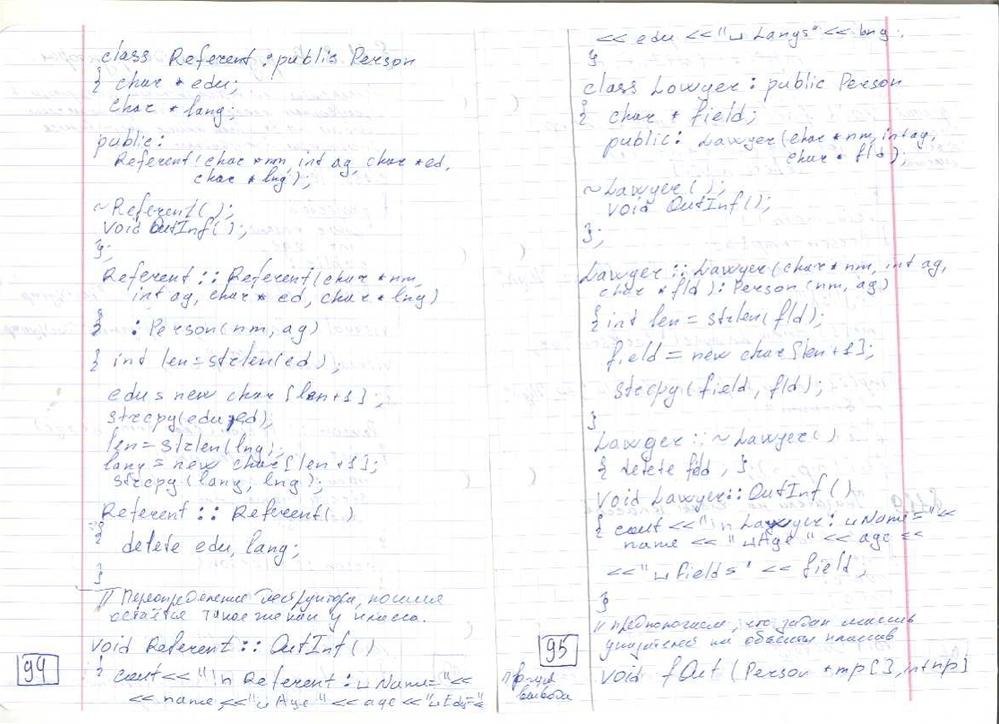 class Referent : public Person
{ char * edu;
char * lang;
public:
Referent(char *nm, int ag, char *ed,
char * lng);
~Referent();
void OutInf();
};
Referent :: Referent(char *nm,
int ag, char * ed, char * lng)
{ : Person(nm, ag)
{ int len = strlen(ed);
edu = new char [len+1];
strcpy(edu, ed);
len = strlen(lng);
lang = new char [len+1];
strcpy(lang, lng);
Referent :: Referent()
{
delete edu, lang;
}
// Переопределение деструктора, но имя
остаётся такое же как у класса.
void Referent :: OutInf()
{ cout << "\n Referent : ␣ Name=" <<
<< name << "␣ Age " << age << "␣ Edu="
94
<< edu << "␣ Langs" << lng;
}
class Lawyer : public Person
{ char * field;
public: Lawyer(char *nm, int ag,
char * fld);
~Lawyer();
void OutInf();
};
Lawyer :: Lawyer(char *nm, int ag,
char * fld) : Person(nm, ag)
{ int len = strlen(fld);
field = new char [len+1];
strcpy(field, fld);
}
Lawyer :: ~Lawyer()
{ delete fld, };
void Lawyer :: OutInf()
{ cout << "\n Lawyer: ␣ Name=" <<
name << "␣ Age " << age <<
<< "␣ fields" << field;
}
// предполагаем, что задан массив
указателей на объекты классов
95
ф-ция
вывода
void fOut (Person *mp[], int np)